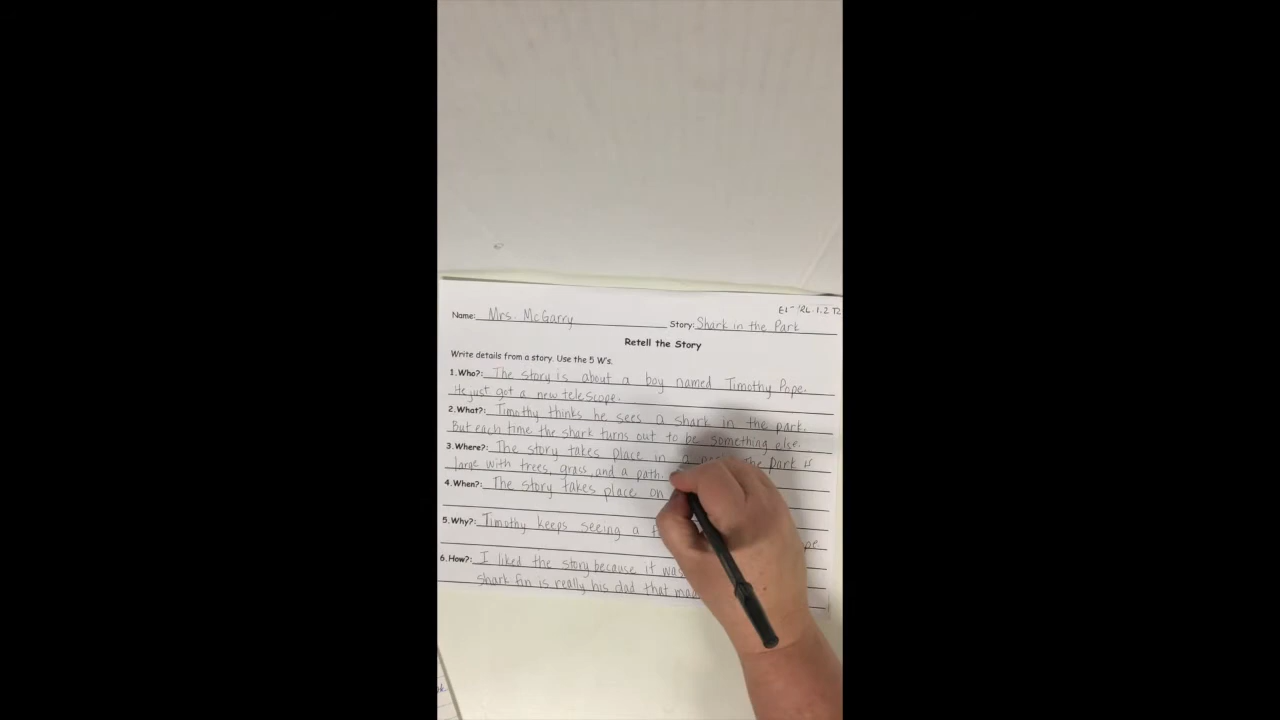 E1-
Name: Mrs. McGarry Story: Shark in the Park
Retell the Story
Write details from a story. Use the 5 W's.
1.Who?: The story is about a boy named Timothy Pope.
He just got a new telescope.
2.What?: Timothy thinks he sees a shark in the park.
But each time the shark turns out to be something else.
3.Where?: The story takes place in a The Park is
large with trees, grass, and a path.
4.When?: The story takes place on
5.Why?: Timothy keeps seeing a
6.How?: I liked the story because it was
Shark fin is really his dad that